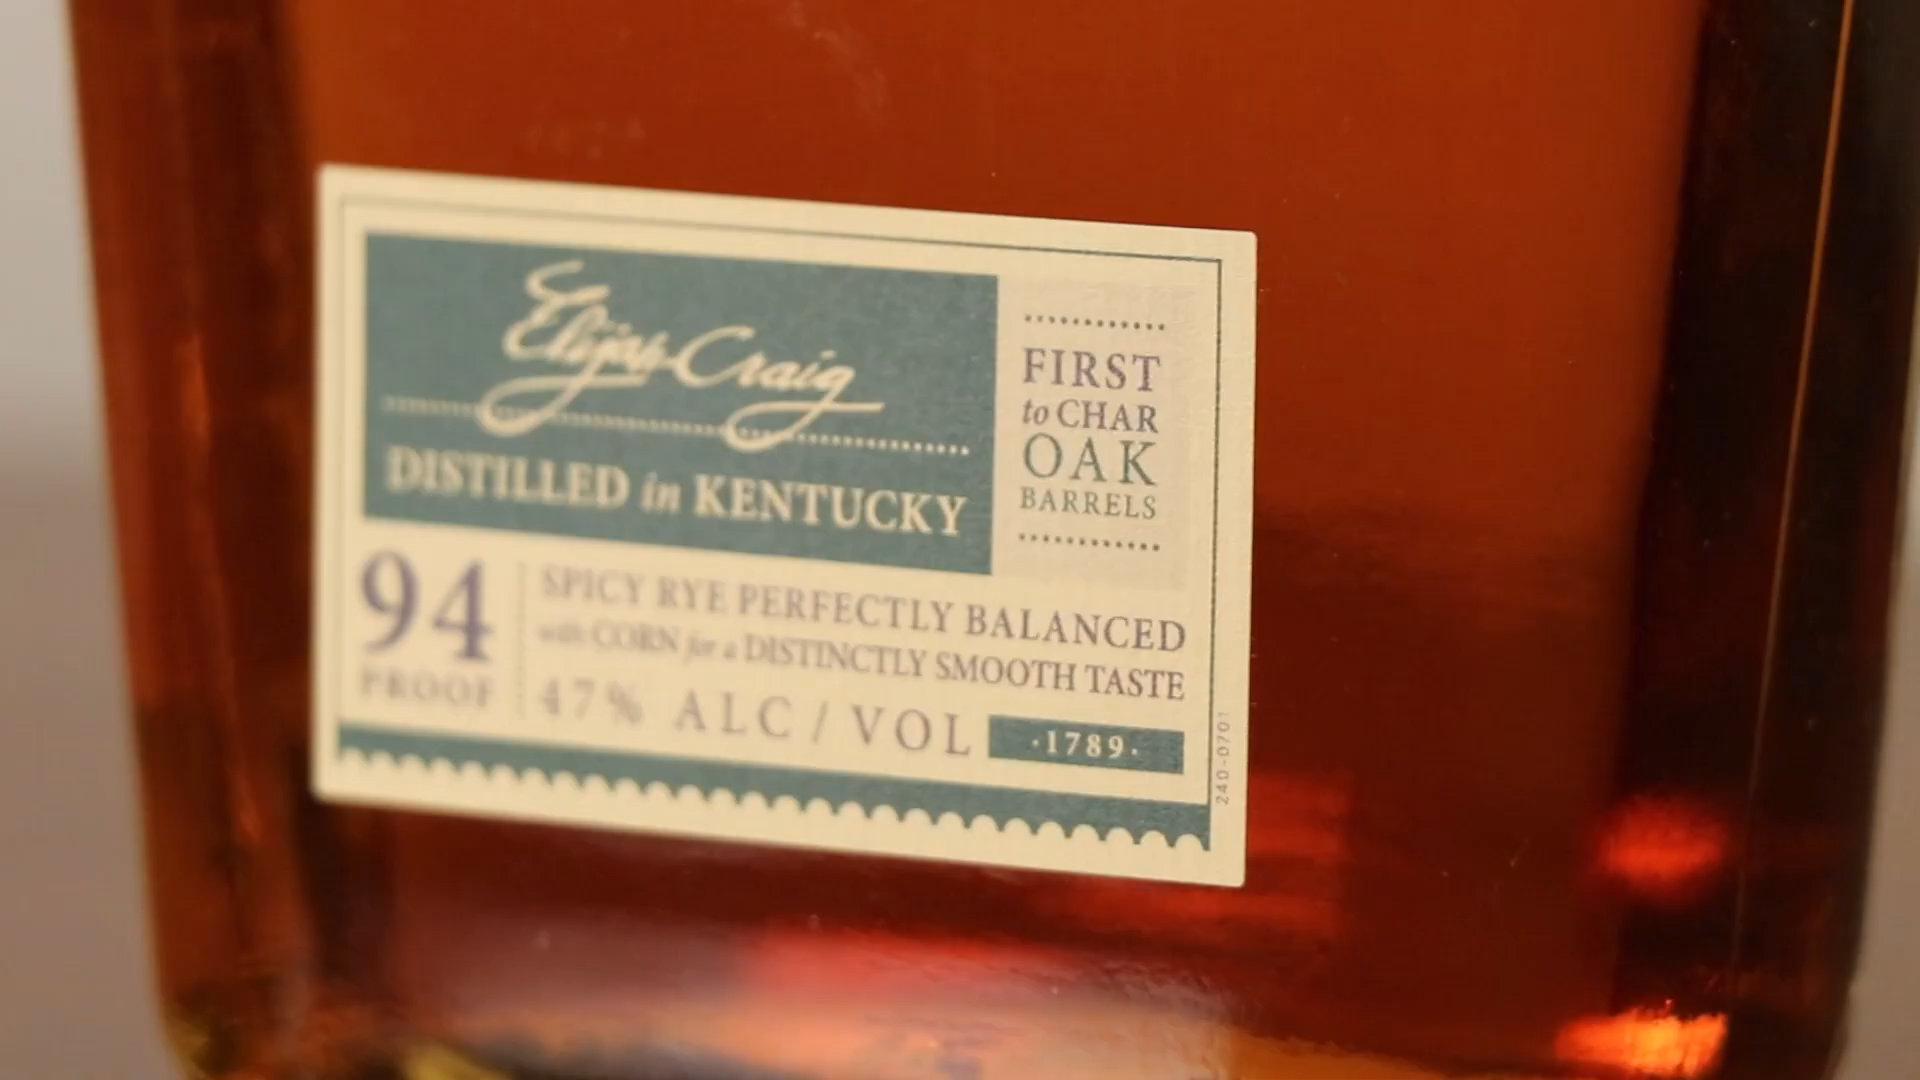 Elijah Craig
DISTILLED in KENTUCKY
FIRST
to CHAR
OAK
BARRELS
94
PROOF
SPICY RYE PERFECTLY BALANCED
with CORN for a DISTINCTLY SMOOTH TASTE
47% ALC / VOL
·1789·
240-0701